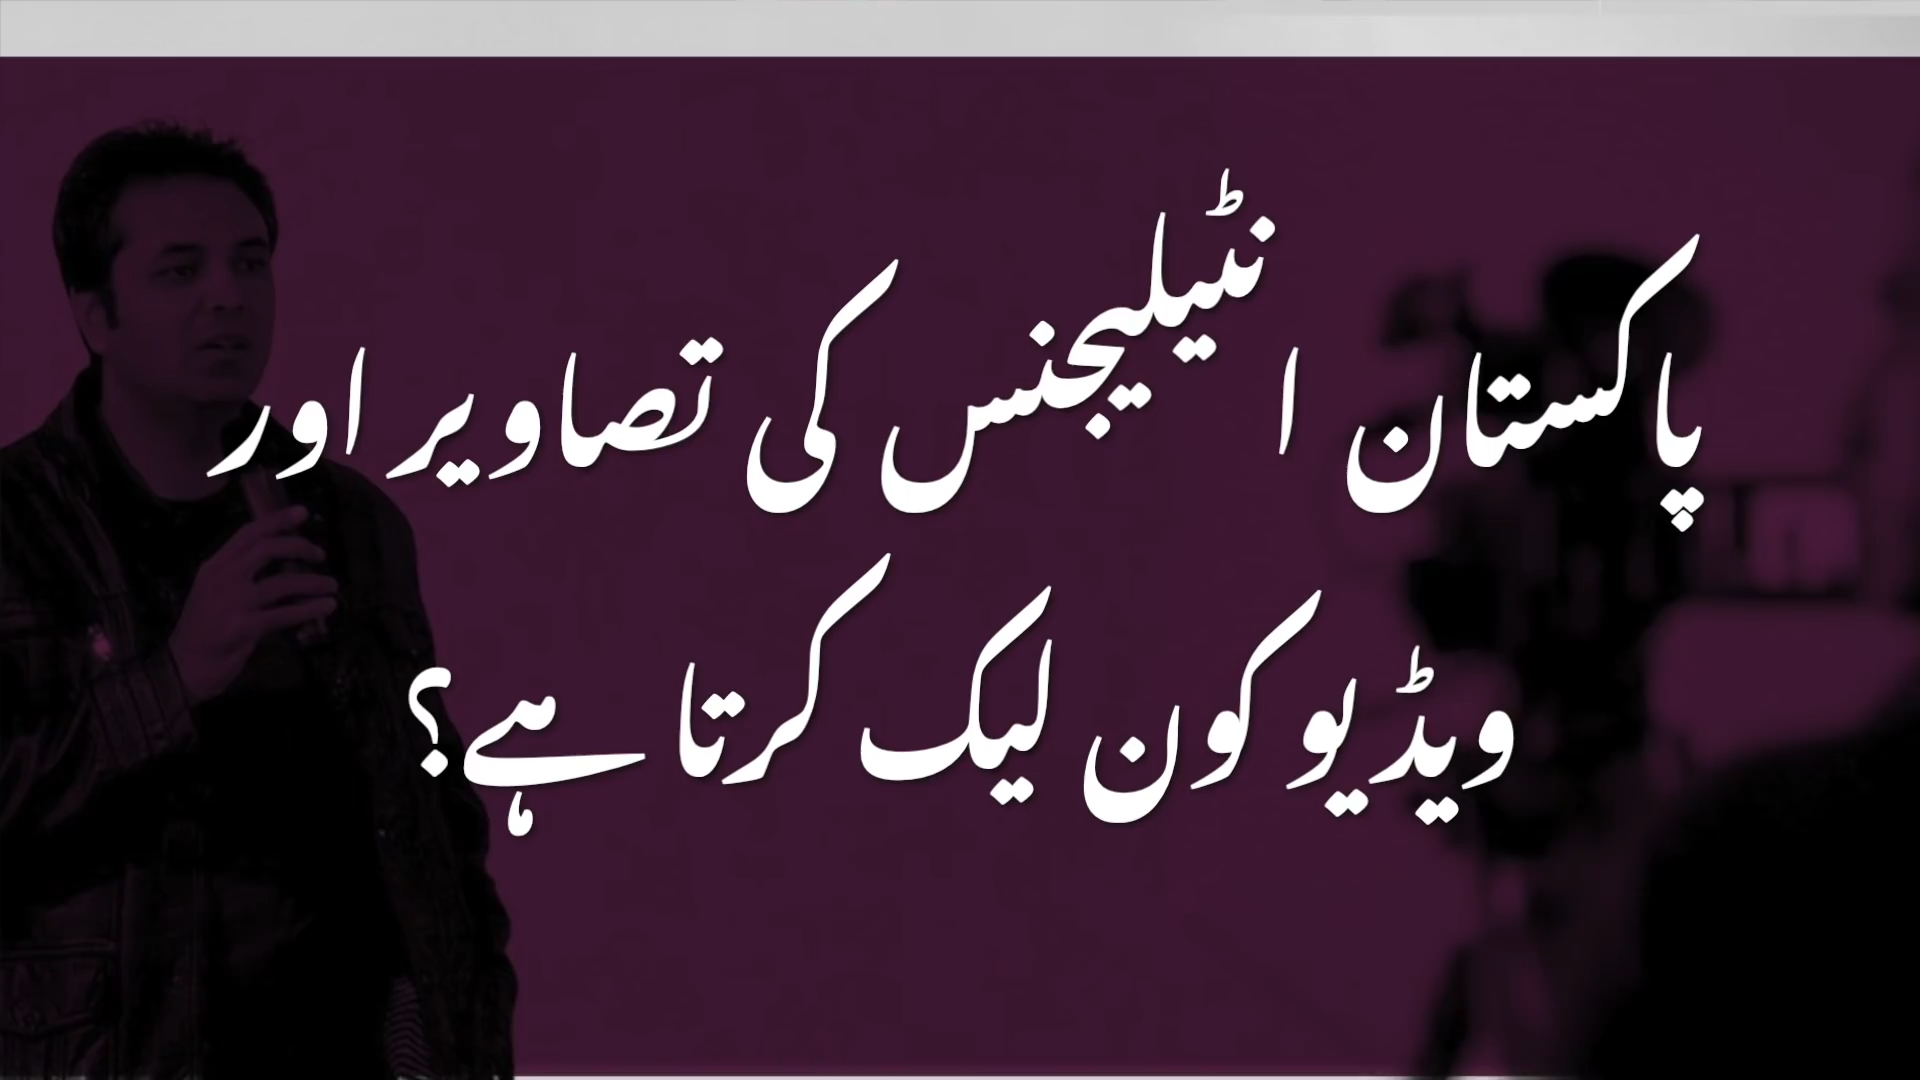 پاکستان انٹیلیجنس کی تصاویر اور
ویڈیو کون لیک کرتا ہے؟